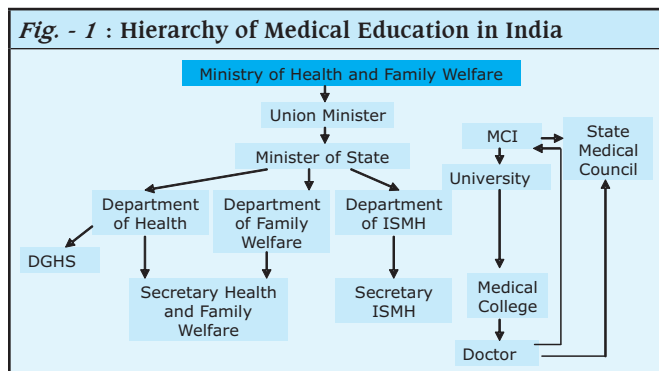 Fig. - 1 : Hierarchy of Medical Education in India
Ministry of Health and Family Welfare
Union Minister
Minister of State
Department
of Health
Department
of Family
Welfare
Department
of ISMH
DGHS
Secretary Health
and Family
Welfare
Secretary
ISMH
MCI
State
Medical
Council
University
Medical
College
Doctor